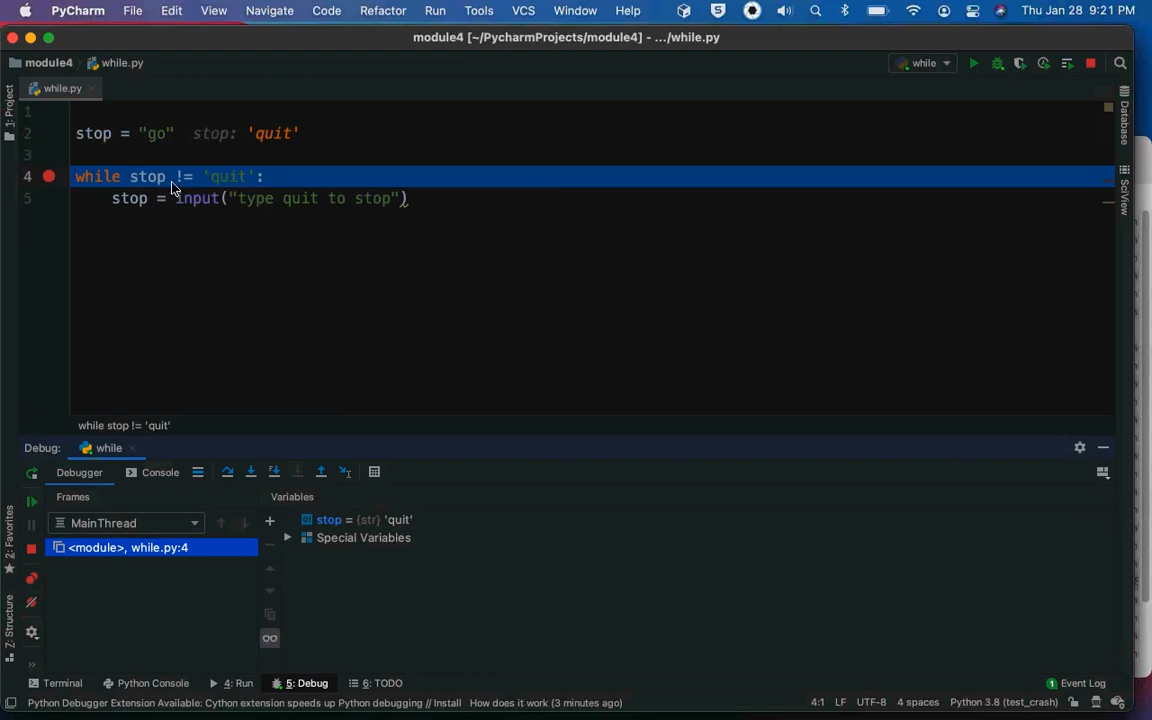 PyCharm File Edit View Navigate Code Refactor Run Tools VCS Window Help Thu Jan 28 9:21 PM
module4 [~/PycharmProjects/module4] - .../while.py
module4 while.py while
while.py
1: Project
Database
SciView
1
2 stop = "go" stop: 'quit'
3
4 while stop != 'quit':
5 stop = input("type quit to stop")
while stop != 'quit'
Debug: while
Debugger Console
Frames Variables
MainThread
stop = {str} 'quit'
Special Variables
<module>, while.py:4
2: Favorites
Z: Structure
Terminal Python Console 4: Run 5: Debug 6: TODO 1 Event Log
Python Debugger Extension Available: Cython extension speeds up Python debugging // Install How does it work (3 minutes ago) 4:1 LF UTF-8 4 spaces Python 3.8 (test_crash)